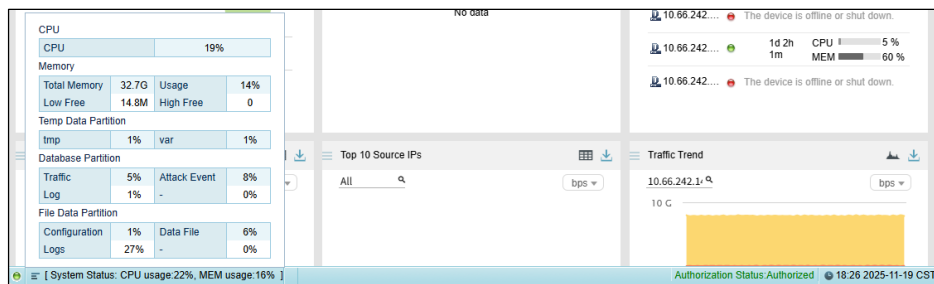 CPU
CPU 19%
Memory
Total Memory 32.7G Usage 14%
Low Free 14.8M High Free 0
Temp Data Partition
tmp 1% var 1%
Database Partition
Traffic 5% Attack Event 8%
Log 1% - 0%
File Data Partition
Configuration 1% Data File 6%
Logs 27% - 0%
No data
10.66.242.... The device is offline or shut down.
10.66.242.... 1d 2h 1m CPU 5 % MEM 60 %
10.66.242.... The device is offline or shut down.
Top 10 Source IPs
All bps
Traffic Trend
10.66.242.1 bps
10 G
[ System Status: CPU usage:22%, MEM usage:16% ]
Authorization Status:Authorized 18:26 2025-11-19 CST